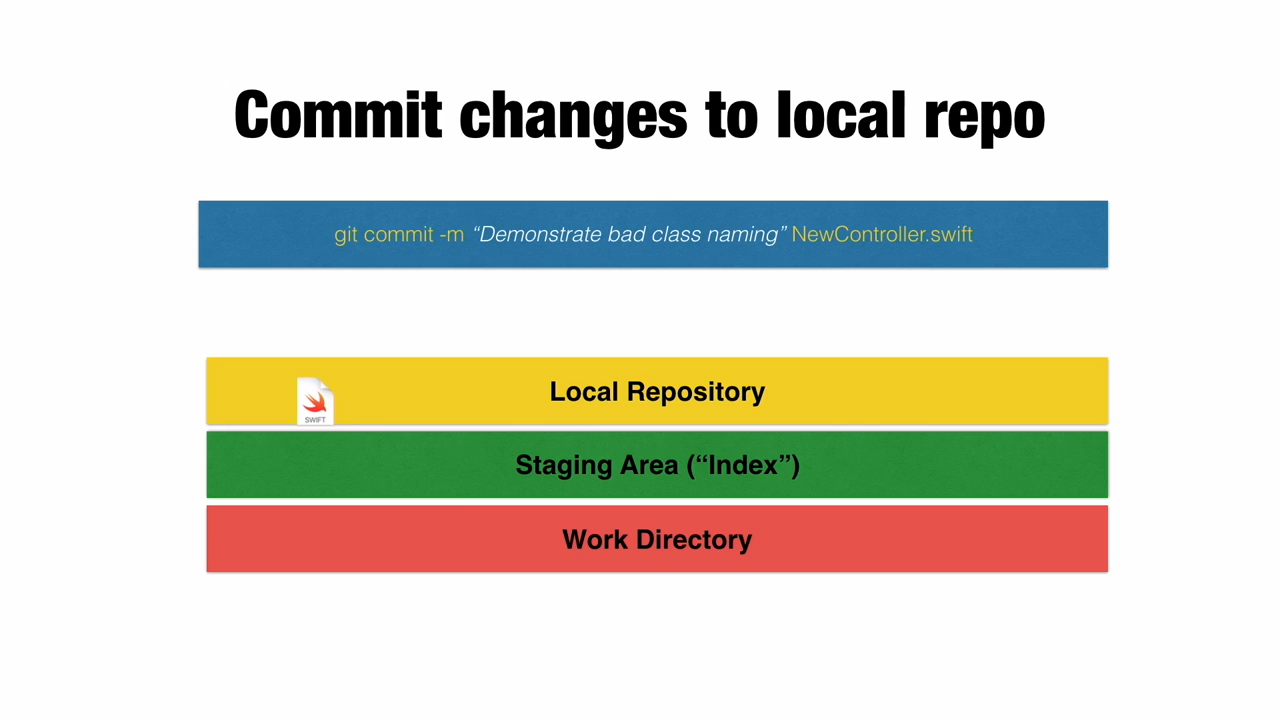 Commit changes to local repo
git commit -m “Demonstrate bad class naming” NewController.swift
Local Repository
SWIFT
Staging Area (“Index”)
Work Directory